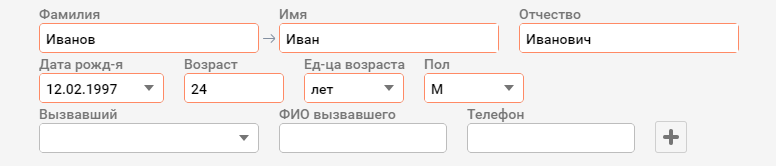 Фамилия Имя Отчество
Иванов Иван Иванович
Дата рожд-я Возраст Ед-ца возраста Пол
12.02.1997 24 лет М
Вызвавший ФИО вызвавшего Телефон